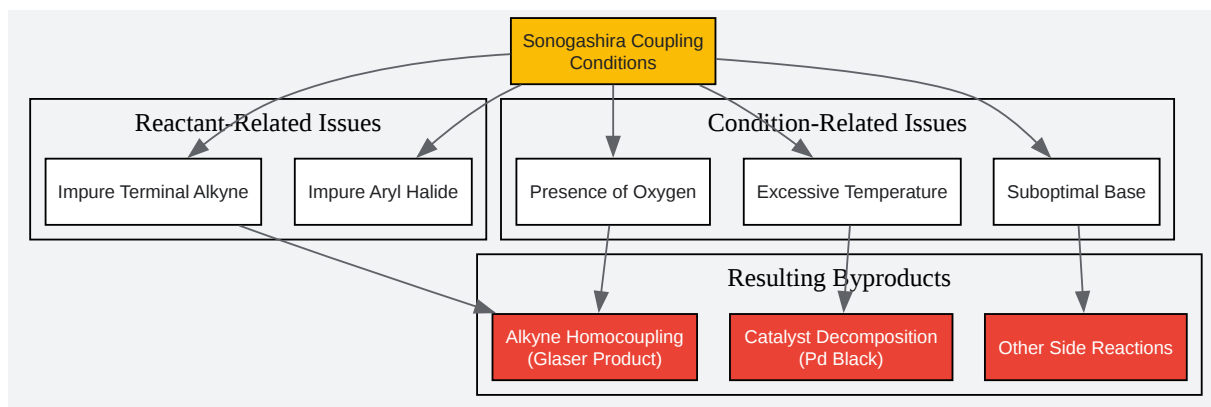 Sonogashira Coupling
Conditions
Reactant-Related Issues
Condition-Related Issues
Impure Terminal Alkyne
Impure Aryl Halide
Presence of Oxygen
Excessive Temperature
Suboptimal Base
Resulting Byproducts
Alkyne Homocoupling
(Glaser Product)
Catalyst Decomposition
(Pd Black)
Other Side Reactions